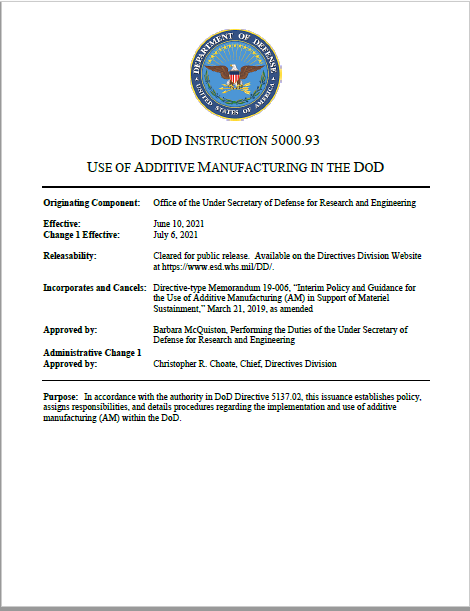 DEPARTMENT OF DEFENSE
UNITED STATES OF AMERICA
DOD INSTRUCTION 5000.93
USE OF ADDITIVE MANUFACTURING IN THE DOD
Originating Component: Office of the Under Secretary of Defense for Research and Engineering
Effective: June 10, 2021
Change 1 Effective: July 6, 2021
Releasability: Cleared for public release. Available on the Directives Division Website
at https://www.esd.whs.mil/DD/.
Incorporates and Cancels: Directive-type Memorandum 19-006, “Interim Policy and Guidance for
the Use of Additive Manufacturing (AM) in Support of Materiel
Sustainment,” March 21, 2019, as amended
Approved by: Barbara McQuiston, Performing the Duties of the Under Secretary of
Defense for Research and Engineering
Administrative Change 1
Approved by: Christopher R. Choate, Chief, Directives Division
Purpose: In accordance with the authority in DoD Directive 5137.02, this issuance establishes policy,
assigns responsibilities, and details procedures regarding the implementation and use of additive
manufacturing (AM) within the DoD.